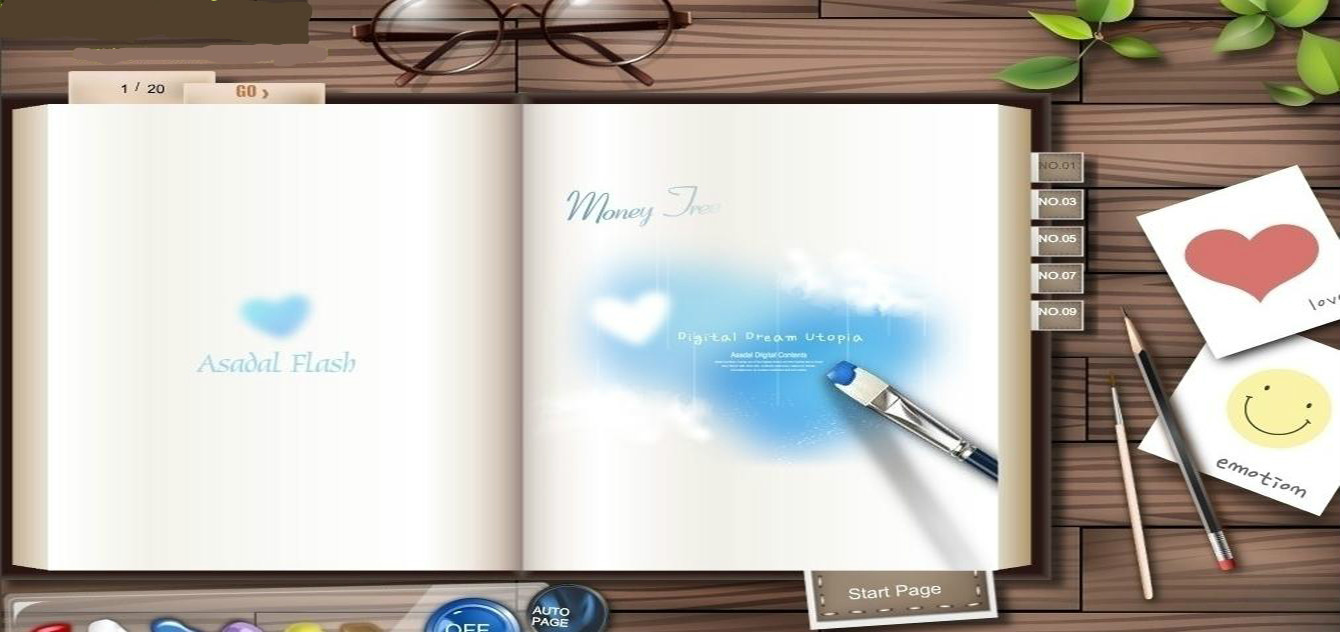 1 / 20
GO ›
Money Tree
NO.01
NO.03
NO.05
NO.07
NO.09
love
Digital Dream Utopia
Asadal Digital Contents
Asadal Flash
emotion
Start Page
AUTO
PAGE
OFF